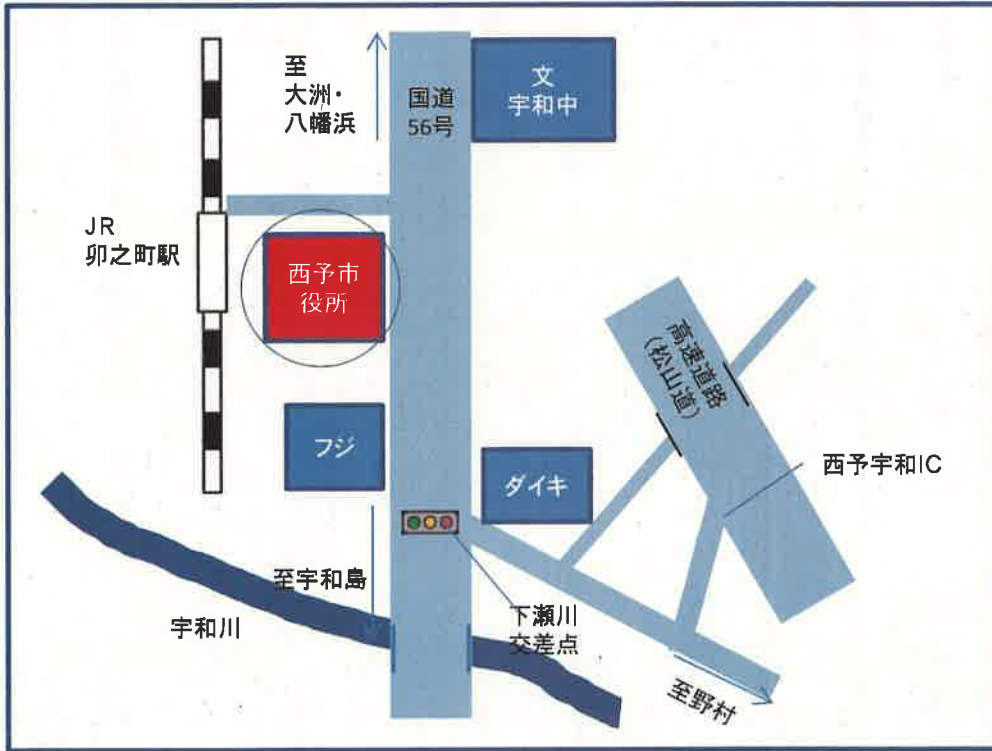 至
大洲・
八幡浜
国道
56号
文
宇和中
JR
卯之町駅
西予市
役所
高速道路
(松山道)
フジ
ダイキ
西予宇和IC
至宇和島
下瀬川
交差点
宇和川
至野村